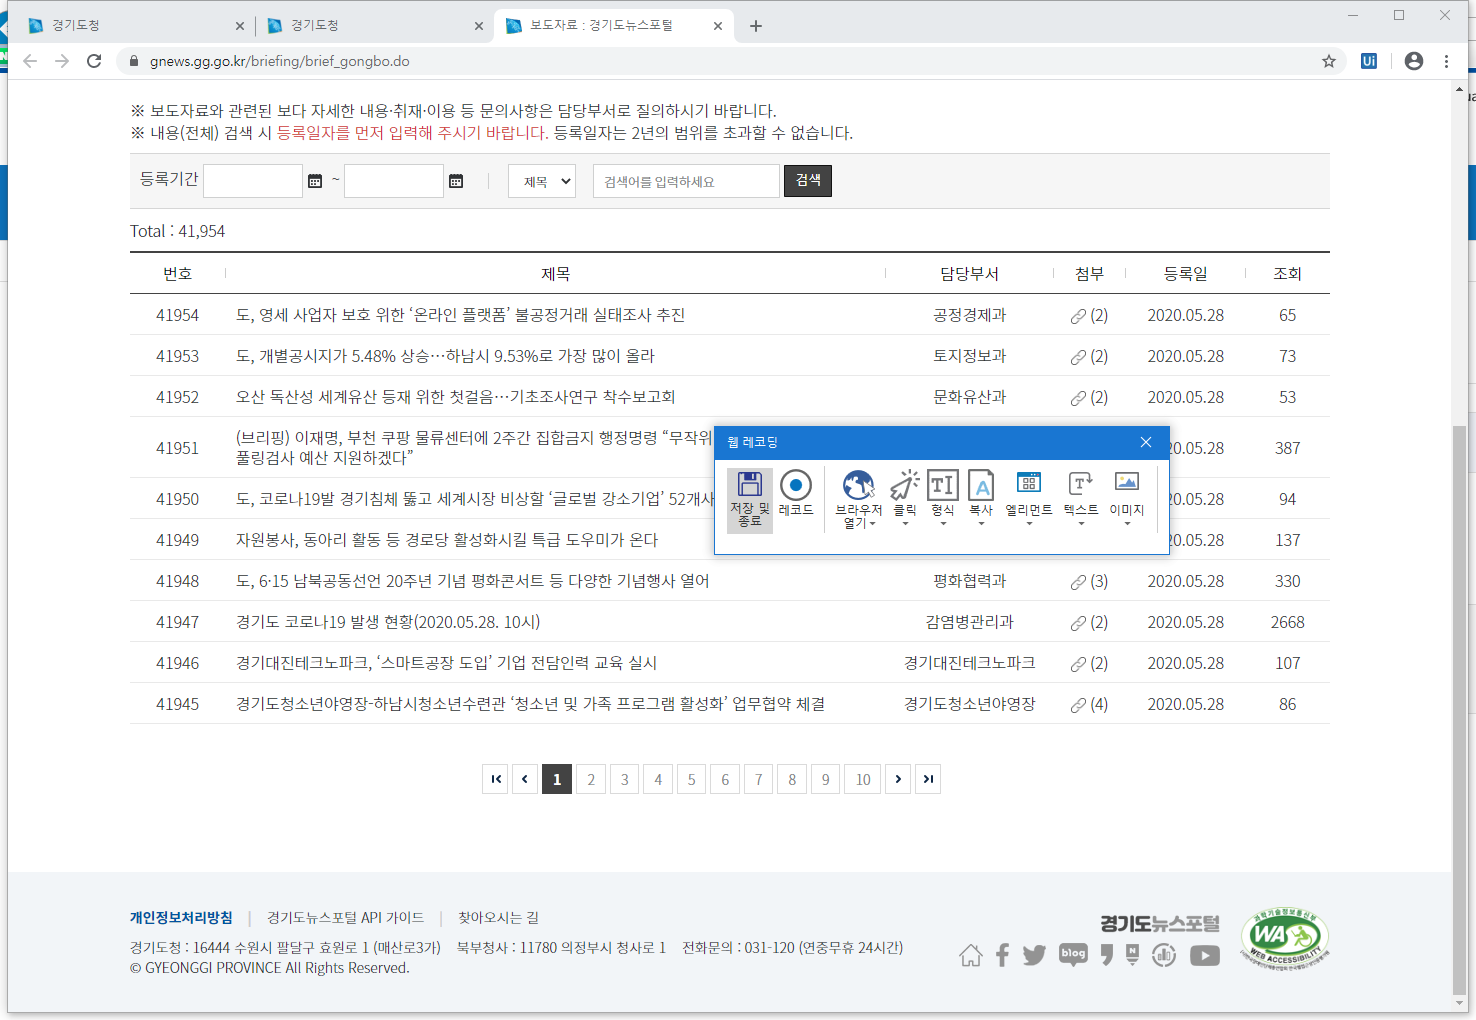 경기도청
경기도청
보도자료 : 경기도뉴스포털
gnews.gg.go.kr/briefing/brief_gongbo.do
Ui
※ 보도자료와 관련된 보다 자세한 내용·취재·이용 등 문의사항은 담당부서로 질의하시기 바랍니다.
※ 내용(전체) 검색 시 등록일자를 먼저 입력해 주시기 바랍니다. 등록일자는 2년의 범위를 초과할 수 없습니다.
등록기간 ~ 제목 검색어를 입력하세요 검색
Total : 41,954
번호 제목 담당부서 첨부 등록일 조회
41954 도, 영세 사업자 보호 위한 ‘온라인 플랫폼’ 불공정거래 실태조사 추진 공정경제과 (2) 2020.05.28 65
41953 도, 개별공시지가 5.48% 상승…하남시 9.53%로 가장 많이 올라 토지정보과 (2) 2020.05.28 73
41952 오산 독산성 세계유산 등재 위한 첫걸음…기초조사연구 착수보고회 문화유산과 (2) 2020.05.28 53
41951 (브리핑) 이재명, 부천 쿠팡 물류센터에 2주간 집합금지 행정명령 “무작위
풀링검사 예산 지원하겠다” 20.05.28 387
41950 도, 코로나19발 경기침체 뚫고 세계시장 비상할 ‘글로벌 강소기업’ 52개사 20.05.28 94
41949 자원봉사, 동아리 활동 등 경로당 활성화시킬 특급 도우미가 온다 20.05.28 137
41948 도, 6·15 남북공동선언 20주년 기념 평화콘서트 등 다양한 기념행사 열어 평화협력과 (3) 2020.05.28 330
41947 경기도 코로나19 발생 현황(2020.05.28. 10시) 감염병관리과 (2) 2020.05.28 2668
41946 경기대진테크노파크, ‘스마트공장 도입’ 기업 전담인력 교육 실시 경기대진테크노파크 (2) 2020.05.28 107
41945 경기도청소년야영장-하남시청소년수련관 ‘청소년 및 가족 프로그램 활성화’ 업무협약 체결 경기도청소년야영장 (4) 2020.05.28 86
웹 레코딩
저장 및 종료 레코드 브라우저 열기 클릭 형식 복사 엘리먼트 텍스트 이미지
1 2 3 4 5 6 7 8 9 10
개인정보처리방침 | 경기도뉴스포털 API 가이드 | 찾아오시는 길
경기도청 : 16444 수원시 팔달구 효원로 1 (매산로3가) 북부청사 : 11780 의정부시 청사로 1 전화문의 : 031-120 (연중무휴 24시간)
© GYEONGGI PROVINCE All Rights Reserved.
경기도뉴스포털
blog
과학기술정보통신부
WA
WEB ACCESSIBILITY